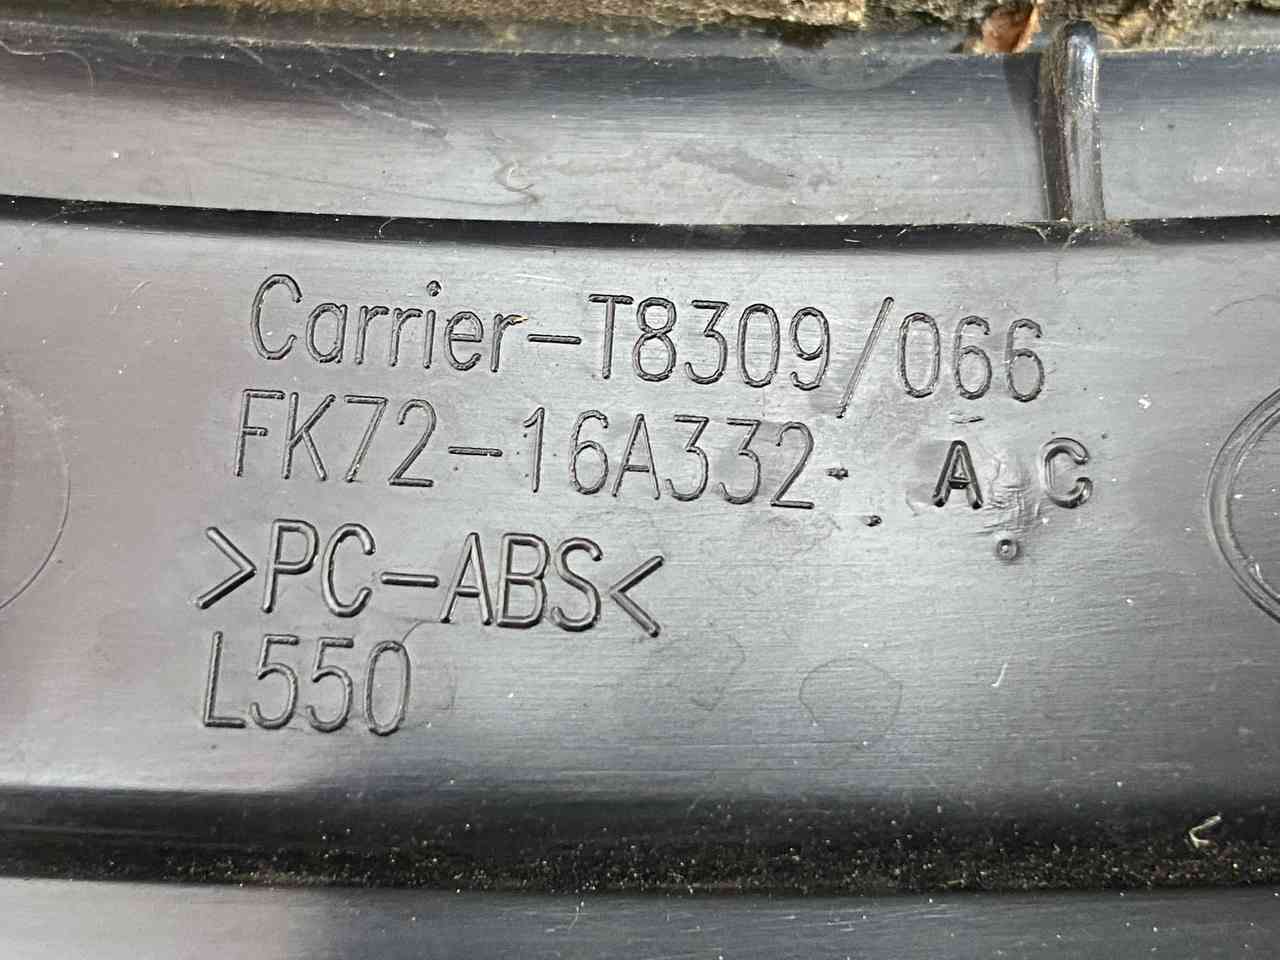 Carrier-T8309/066
FK72-16A332- AC
>PC-ABS<
L550